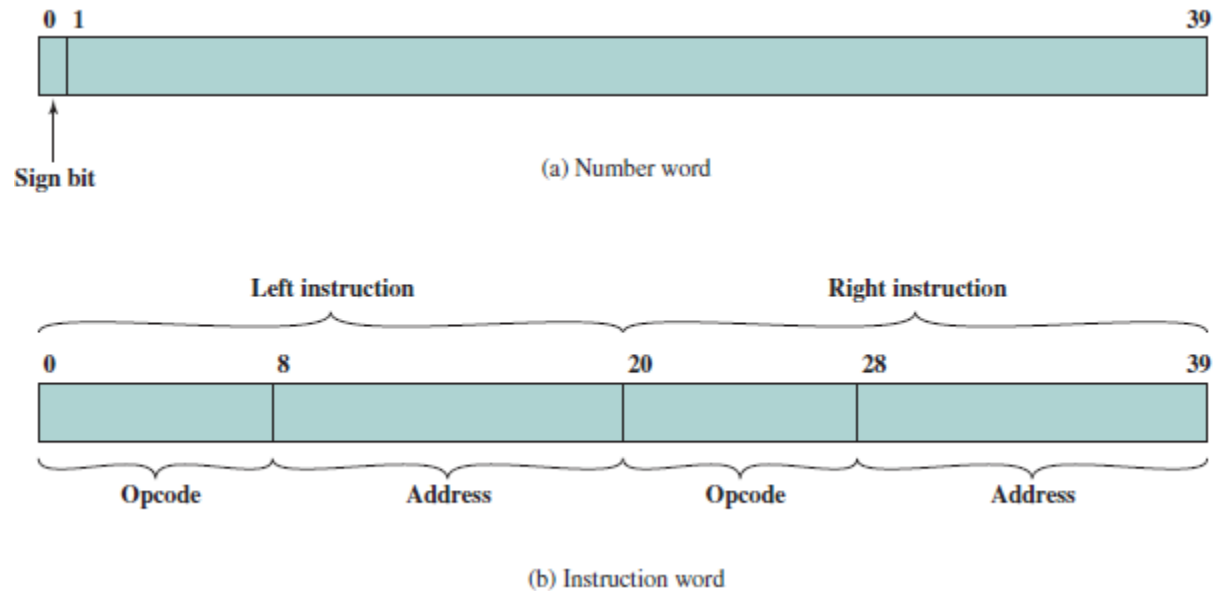 0 1 39
Sign bit
(a) Number word
Left instruction Right instruction
0 8 20 28 39
Opcode Address Opcode Address
(b) Instruction word